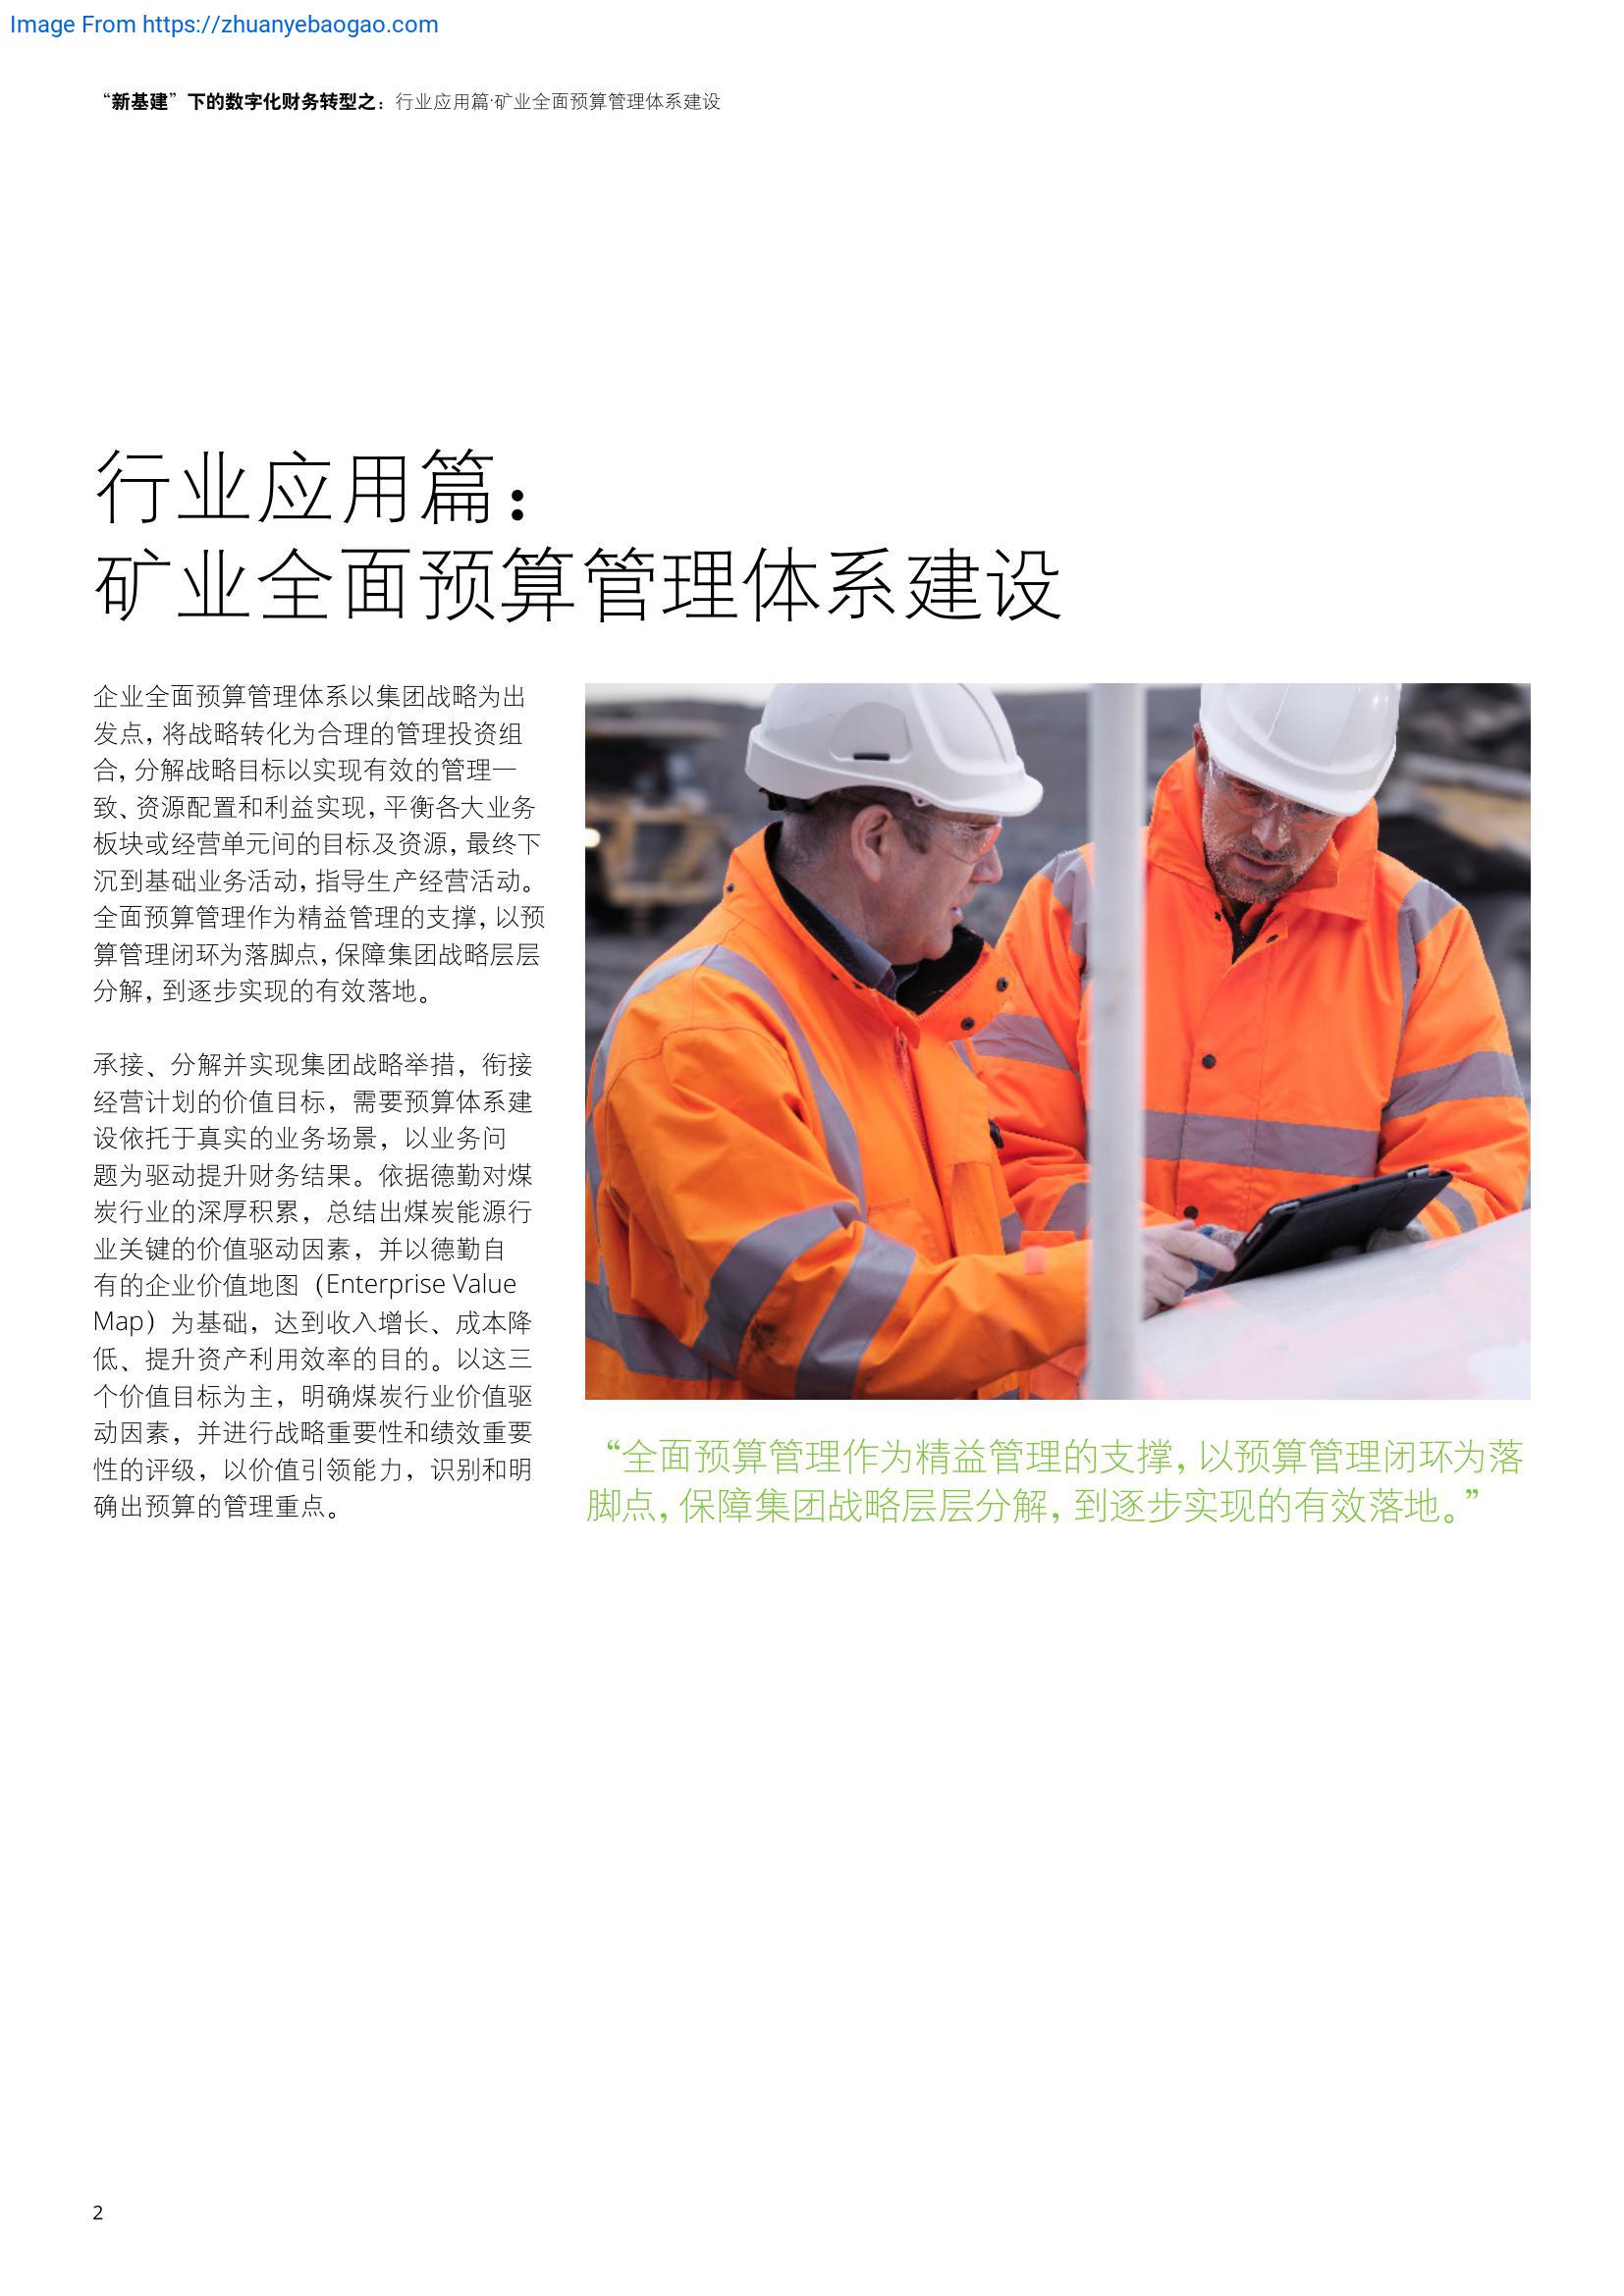 Image From https://zhuanyebaogao.com
“新基建”下的数字化财务转型之：行业应用篇·矿业全面预算管理体系建设
行业应用篇：
矿业全面预算管理体系建设
企业全面预算管理体系以集团战略为出
发点，将战略转化为合理的管理投资组
合，分解战略目标以实现有效的管理一
致、资源配置和利益实现，平衡各大业务
板块或经营单元间的目标及资源，最终下
沉到基础业务活动，指导生产经营活动。
全面预算管理作为精益管理的支撑，以预
算管理闭环为落脚点，保障集团战略层层
分解，到逐步实现的有效落地。
承接、分解并实现集团战略举措，衔接
经营计划的价值目标，需要预算体系建
设依托于真实的业务场景，以业务问
题为驱动提升财务结果。依据德勤对煤
炭行业的深厚积累，总结出煤炭能源行
业关键的价值驱动因素，并以德勤自
有的企业价值地图（Enterprise Value
Map）为基础，达到收入增长、成本降
低、提升资产利用效率的目的。以这三
个价值目标为主，明确煤炭行业价值驱
动因素，并进行战略重要性和绩效重要
性的评级，以价值引领能力，识别和明
确出预算的管理重点。
“全面预算管理作为精益管理的支撑，以预算管理闭环为落
脚点，保障集团战略层层分解，到逐步实现的有效落地。”
2